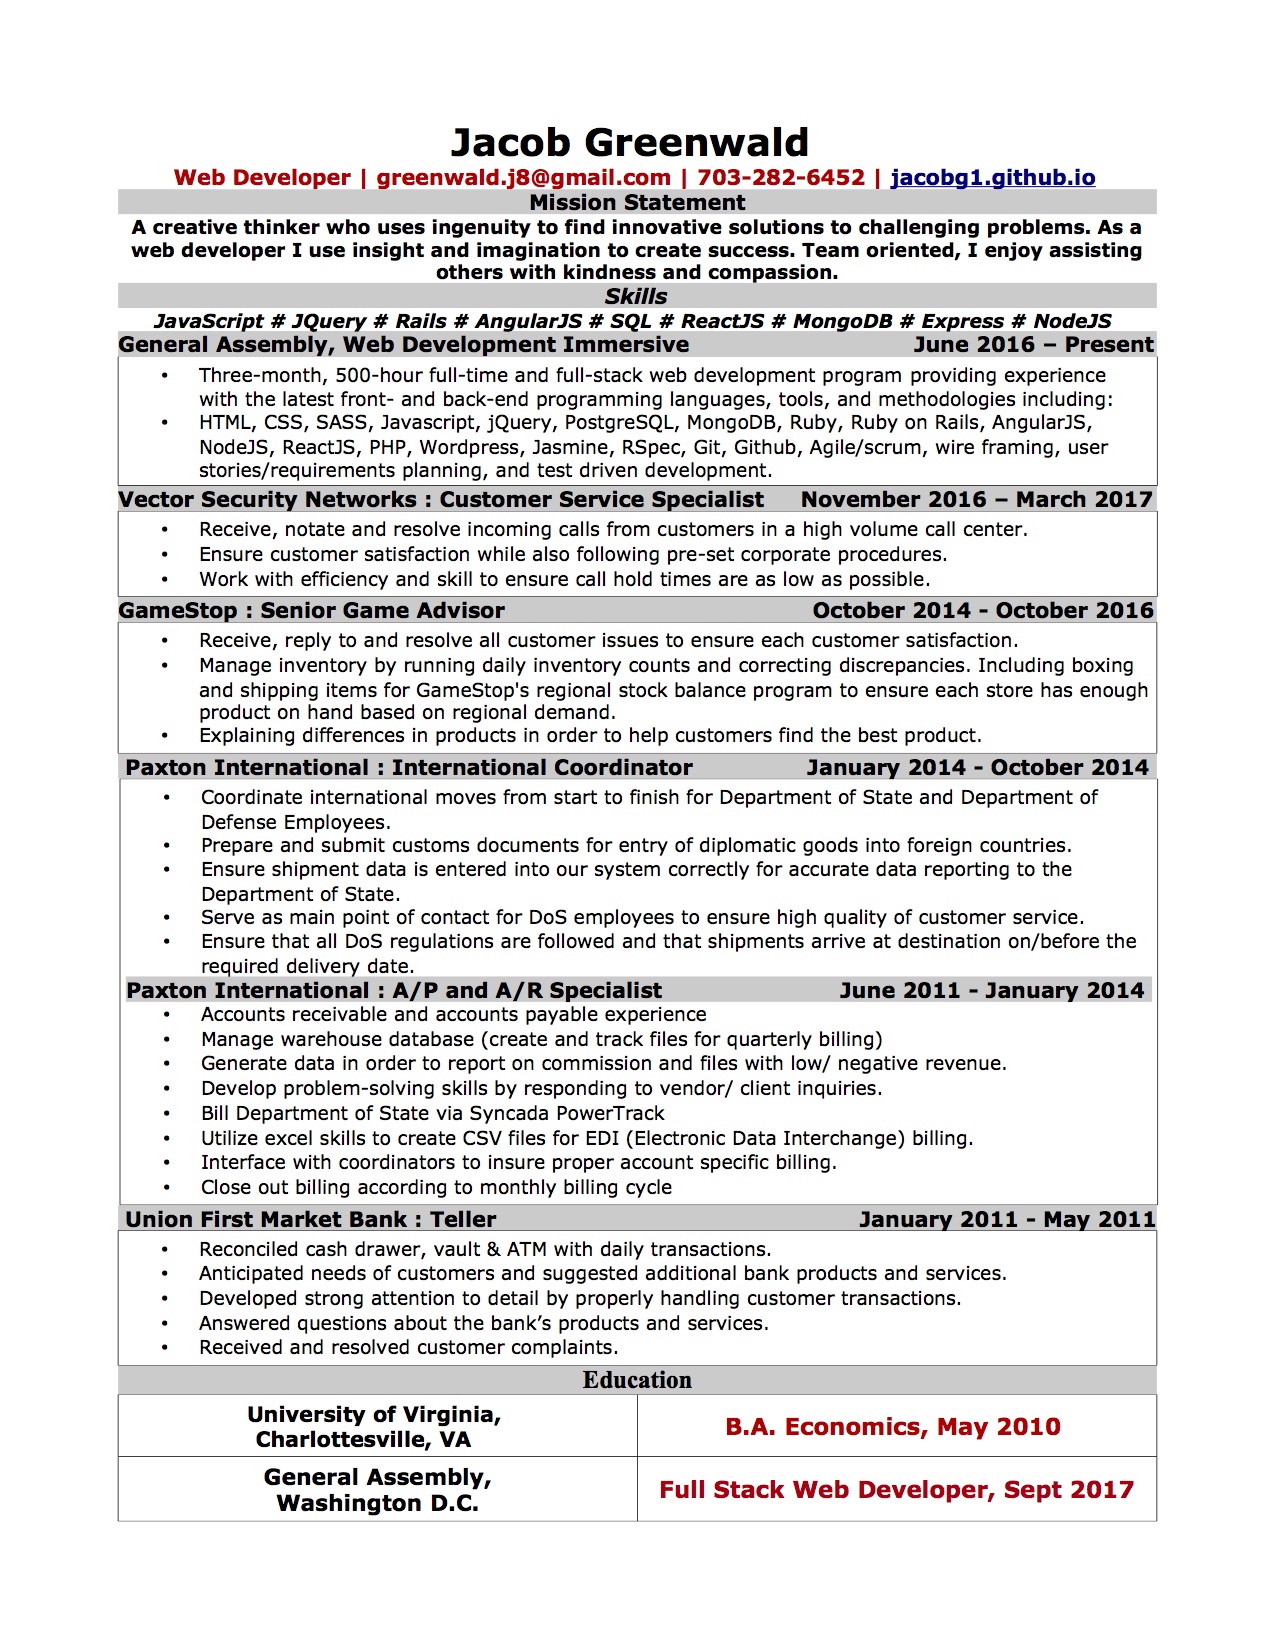 Jacob Greenwald
Web Developer | greenwald.j8@gmail.com | 703-282-6452 | jacobg1.github.io
Mission Statement
A creative thinker who uses ingenuity to find innovative solutions to challenging problems. As a
web developer I use insight and imagination to create success. Team oriented, I enjoy assisting
others with kindness and compassion.
Skills
JavaScript # JQuery # Rails # AngularJS # SQL # ReactJS # MongoDB # Express # NodeJS
General Assembly, Web Development Immersive June 2016 – Present
• Three-month, 500-hour full-time and full-stack web development program providing experience
with the latest front- and back-end programming languages, tools, and methodologies including:
• HTML, CSS, SASS, Javascript, jQuery, PostgreSQL, MongoDB, Ruby, Ruby on Rails, AngularJS,
NodeJS, ReactJS, PHP, Wordpress, Jasmine, RSpec, Git, Github, Agile/scrum, wire framing, user
stories/requirements planning, and test driven development.
Vector Security Networks : Customer Service Specialist November 2016 – March 2017
• Receive, notate and resolve incoming calls from customers in a high volume call center.
• Ensure customer satisfaction while also following pre-set corporate procedures.
• Work with efficiency and skill to ensure call hold times are as low as possible.
GameStop : Senior Game Advisor October 2014 - October 2016
• Receive, reply to and resolve all customer issues to ensure each customer satisfaction.
• Manage inventory by running daily inventory counts and correcting discrepancies. Including boxing
and shipping items for GameStop's regional stock balance program to ensure each store has enough
product on hand based on regional demand.
• Explaining differences in products in order to help customers find the best product.
Paxton International : International Coordinator January 2014 - October 2014
• Coordinate international moves from start to finish for Department of State and Department of
Defense Employees.
• Prepare and submit customs documents for entry of diplomatic goods into foreign countries.
• Ensure shipment data is entered into our system correctly for accurate data reporting to the
Department of State.
• Serve as main point of contact for DoS employees to ensure high quality of customer service.
• Ensure that all DoS regulations are followed and that shipments arrive at destination on/before the
required delivery date.
Paxton International : A/P and A/R Specialist June 2011 - January 2014
• Accounts receivable and accounts payable experience
• Manage warehouse database (create and track files for quarterly billing)
• Generate data in order to report on commission and files with low/ negative revenue.
• Develop problem-solving skills by responding to vendor/ client inquiries.
• Bill Department of State via Syncada PowerTrack
• Utilize excel skills to create CSV files for EDI (Electronic Data Interchange) billing.
• Interface with coordinators to insure proper account specific billing.
• Close out billing according to monthly billing cycle
Union First Market Bank : Teller January 2011 - May 2011
• Reconciled cash drawer, vault & ATM with daily transactions.
• Anticipated needs of customers and suggested additional bank products and services.
• Developed strong attention to detail by properly handling customer transactions.
• Answered questions about the bank’s products and services.
• Received and resolved customer complaints.
Education
University of Virginia,
Charlottesville, VA
B.A. Economics, May 2010
General Assembly,
Washington D.C.
Full Stack Web Developer, Sept 2017